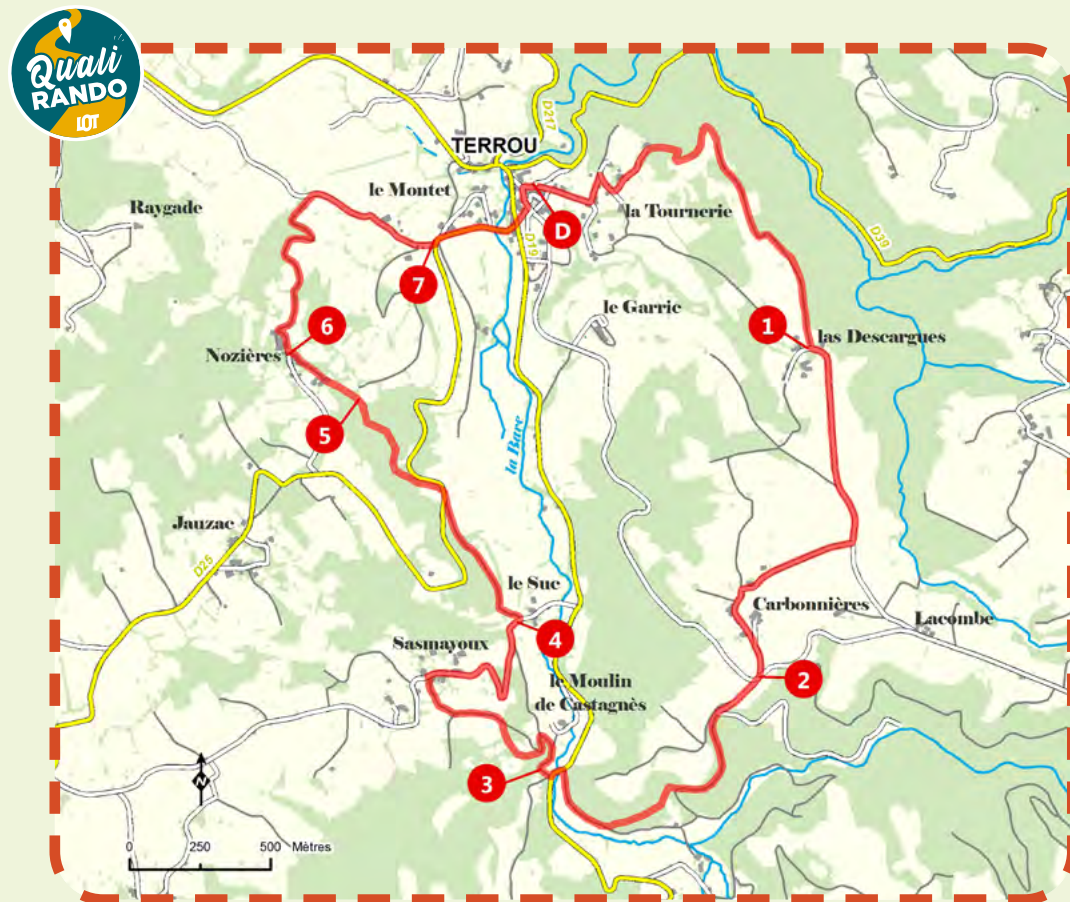 Quali
RANDO
LOT
TERROU
D217
le Montet
Raygade
la Tournerie
D
D19
D39
7
le Garric
6
1
las Descargues
Nozières
5
la Bave
Jauzac
D25
le Suc
Carbonnières
Lacombe
Sasmayoux
4
le Moulin
de Castagnès
2
3
N
0 250 500 Mètres